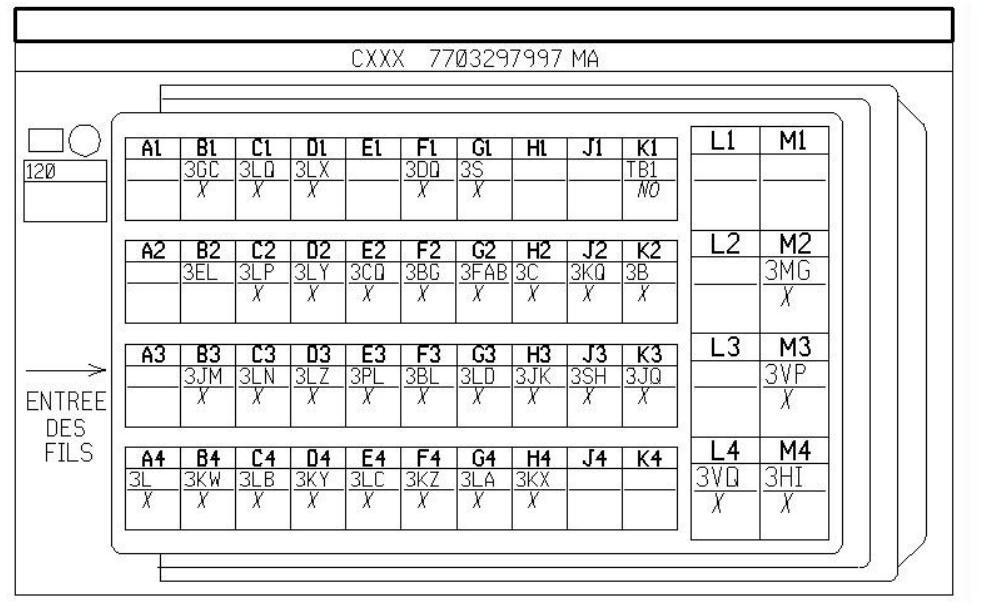 CXXX 7703297997 MA
A1 B1 C1 D1 E1 F1 G1 H1 J1 K1 L1 M1
120 3GC 3LQ 3LX 3DQ 3S TB1
X X X X X NO
A2 B2 C2 D2 E2 F2 G2 H2 J2 K2 L2 M2
3EL 3LP 3LY 3CQ 3BG 3FAB 3C 3KQ 3B 3MG
X X X X X X X X X
A3 B3 C3 D3 E3 F3 G3 H3 J3 K3 L3 M3
3JM 3LN 3LZ 3PL 3BL 3LD 3JK 3SH 3JQ 3VP
X X X X X X X X X X
ENTREE
DES
FILS
A4 B4 C4 D4 E4 F4 G4 H4 J4 K4 L4 M4
3L 3KW 3LB 3KY 3LC 3KZ 3LA 3KX 3VQ 3HI
X X X X X X X X X X